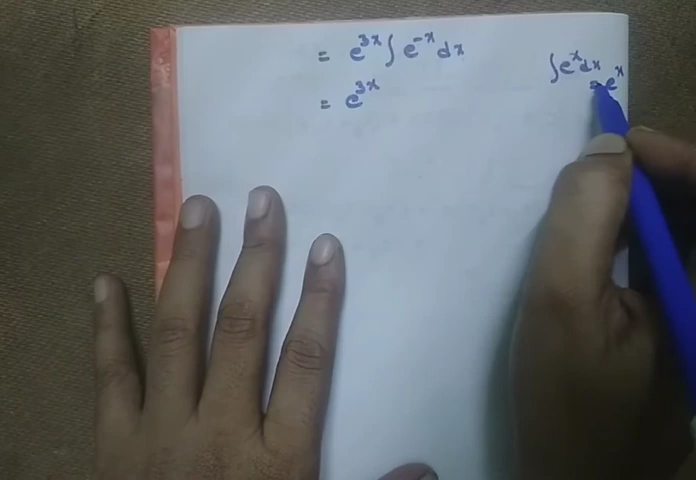 = e^{3x} ∫ e^{-x} dx
= e^{3x}
∫ e^x dx
= e^x